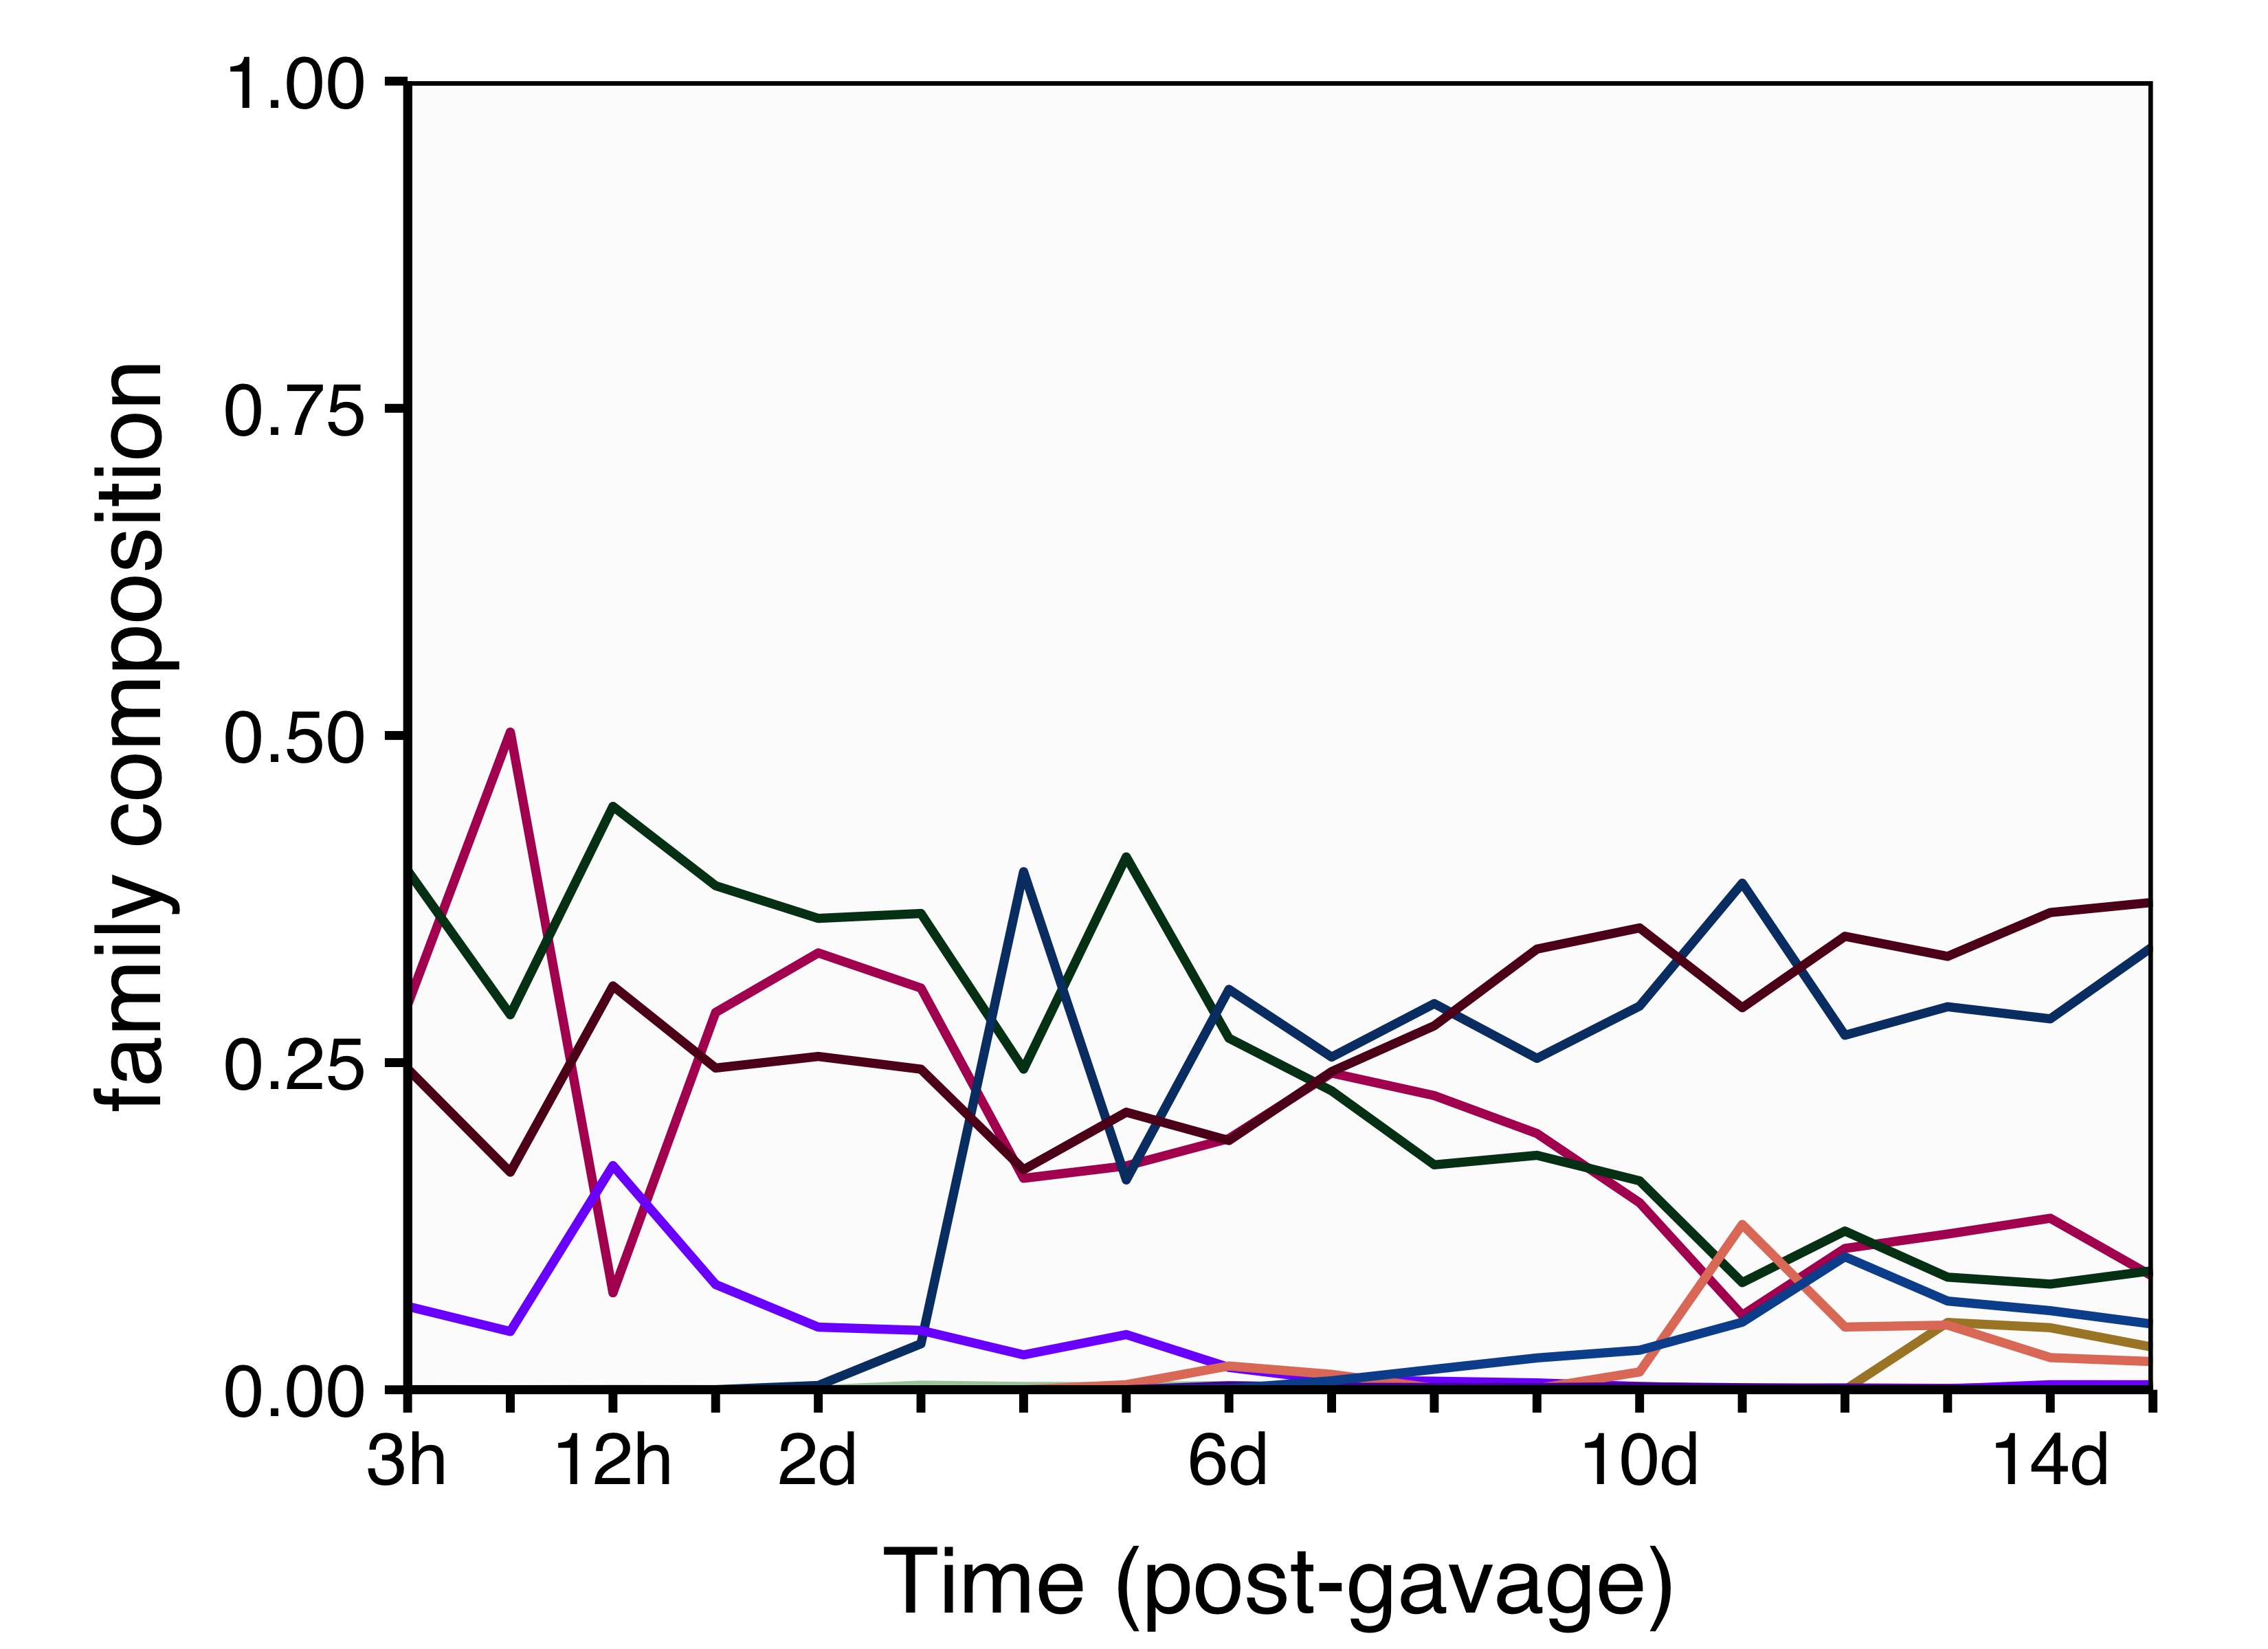 1.00
0.75
0.50
0.25
0.00
family composition
3h 12h 2d 6d 10d 14d
Time (post-gavage)